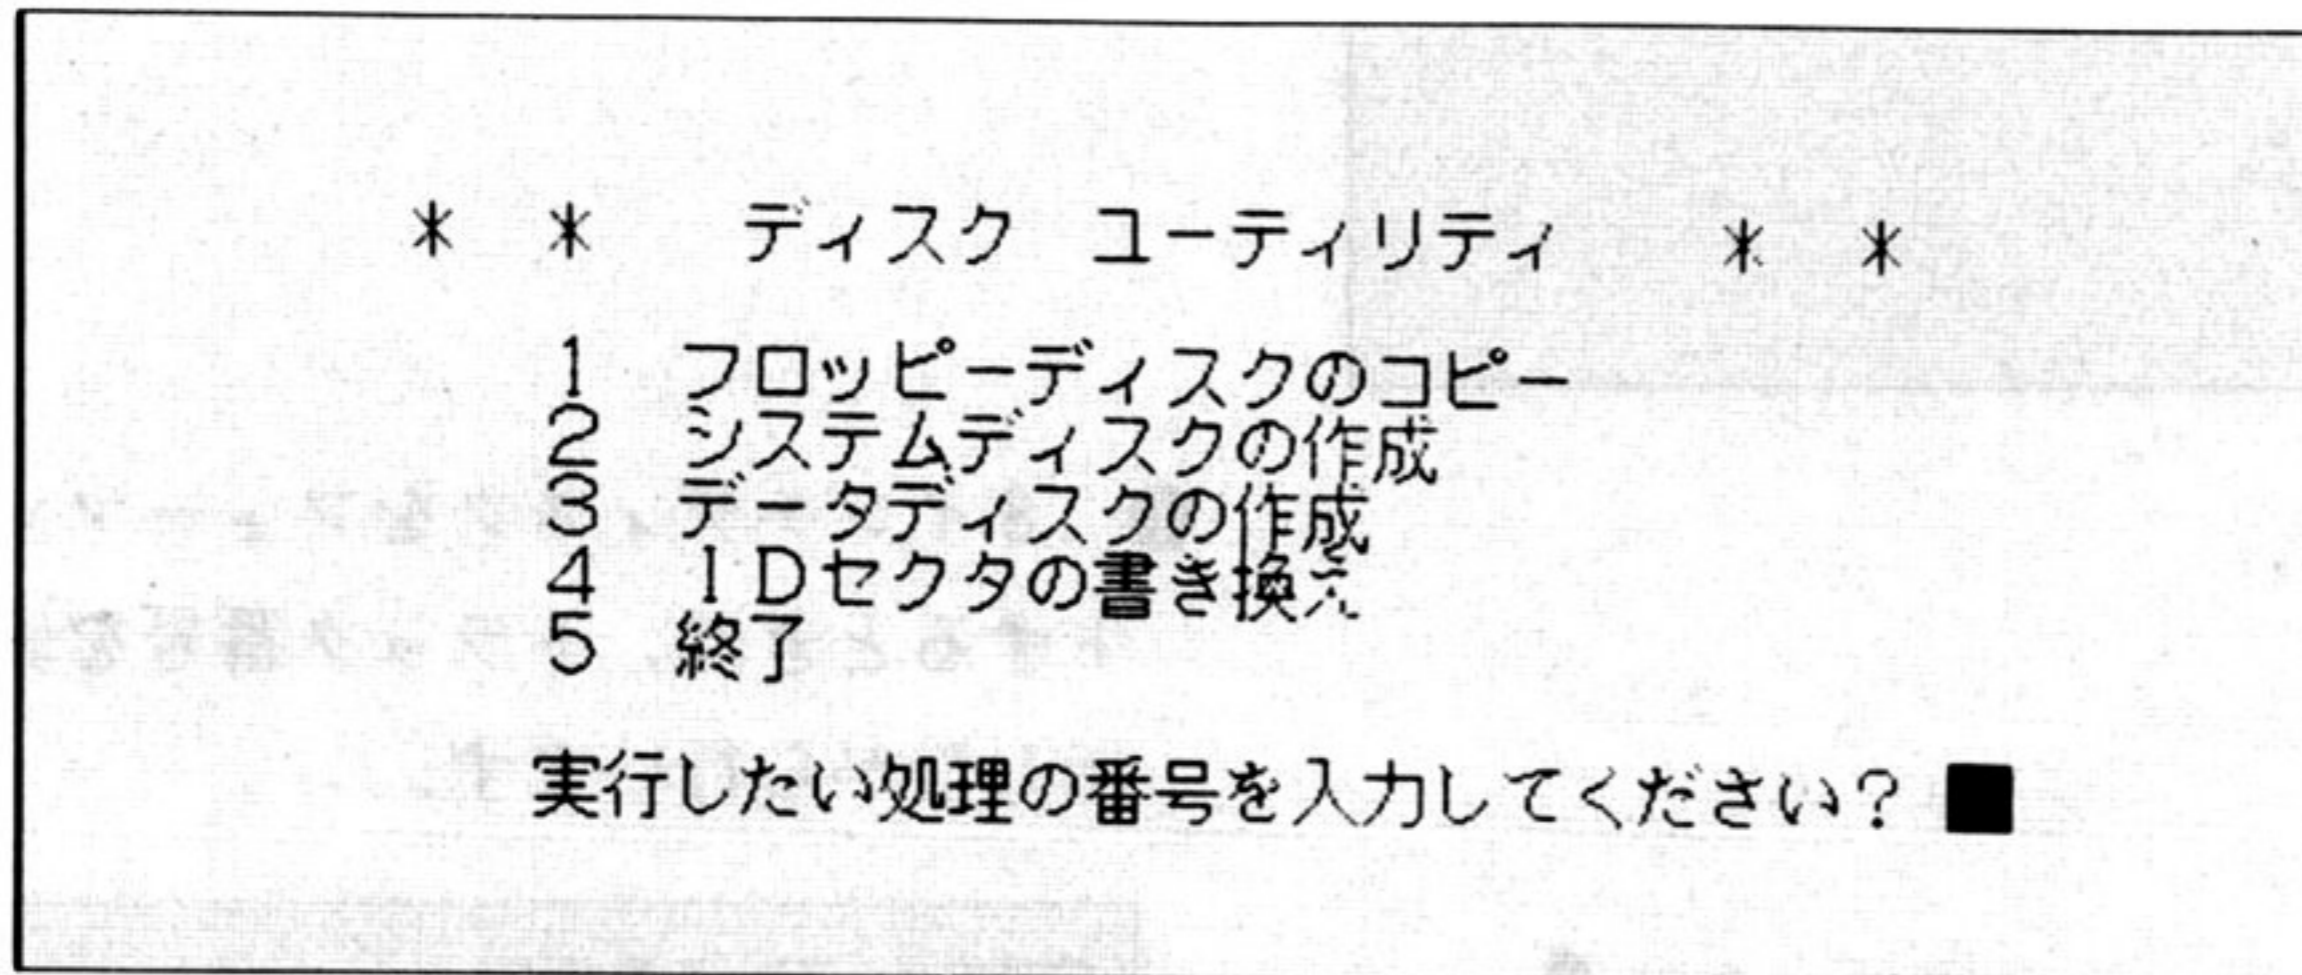 ＊　＊　ディスク　ユーティリティ　＊　＊
1　フロッピーディスクのコピー
2　システムディスクの作成
3　データディスクの作成
4　IDセクタの書き換え
5　終了
実行したい処理の番号を入力してください？ ■